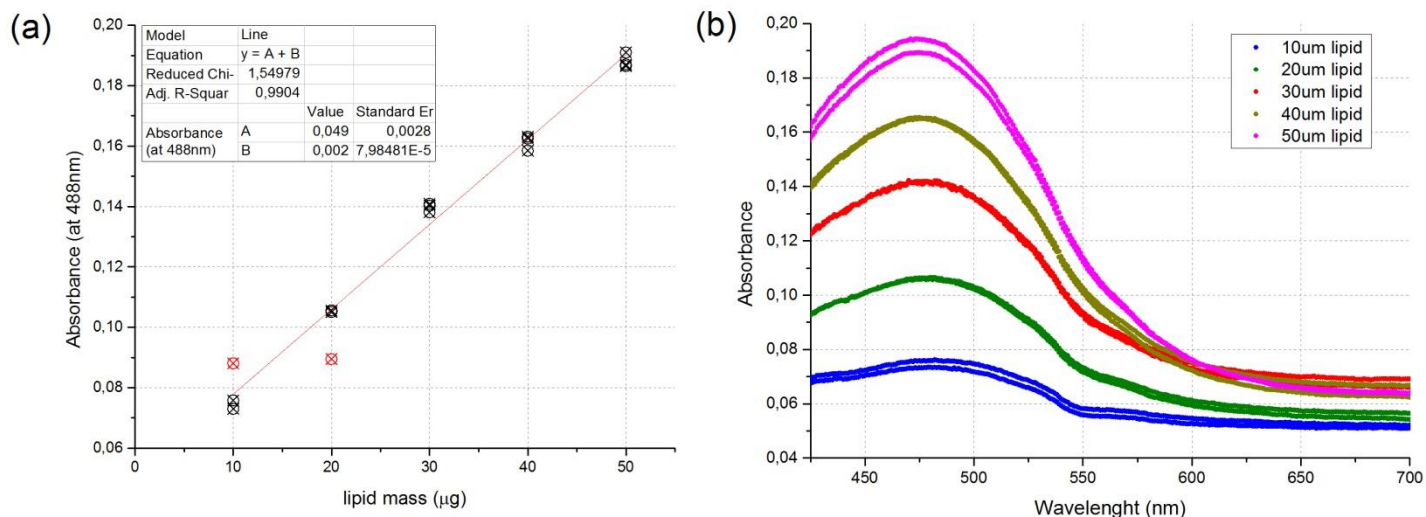 (a)
0,20
0,18
0,16
0,14
0,12
0,10
0,08
0,06
Absorbance (at 488nm)
Model Line
Equation y = A + B
Reduced Chi- 1,54979
Adj. R-Squar 0,9904
Value Standard Er
Absorbance A 0,049 0,0028
(at 488nm) B 0,002 7,98481E-5
0 10 20 30 40 50
lipid mass (μg)
(b)
0,20
0,18
0,16
0,14
0,12
0,10
0,08
0,06
0,04
Absorbance
10um lipid
20um lipid
30um lipid
40um lipid
50um lipid
450 500 550 600 650 700
Wavelenght (nm)